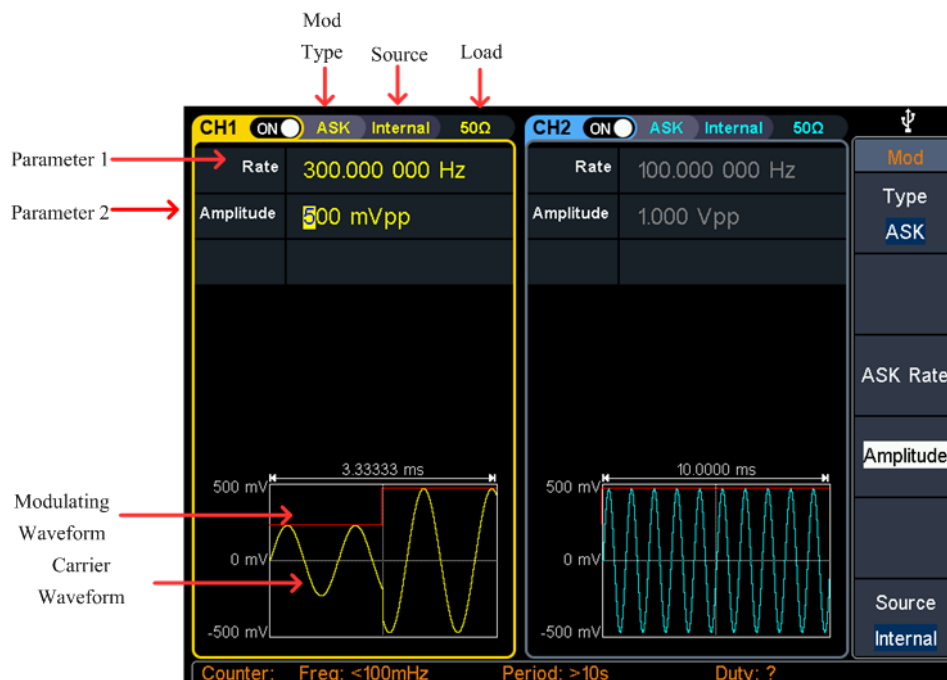 Mod
Type Source Load
CH1 ON ASK Internal 50Ω CH2 ON ASK Internal 50Ω
Mod
Parameter 1 Rate 300.000 000 Hz Rate 100.000 000 Hz
Type
ASK
Parameter 2 Amplitude 500 mVpp Amplitude 1.000 Vpp
ASK Rate
Amplitude
3.33333 ms 10.0000 ms
500 mV 500 mV
Modulating
Waveform
0 mV 0 mV
Carrier
Waveform
Source
-500 mV -500 mV
Internal
Counter: Freq: <100mHz Period: >10s Duty: ?